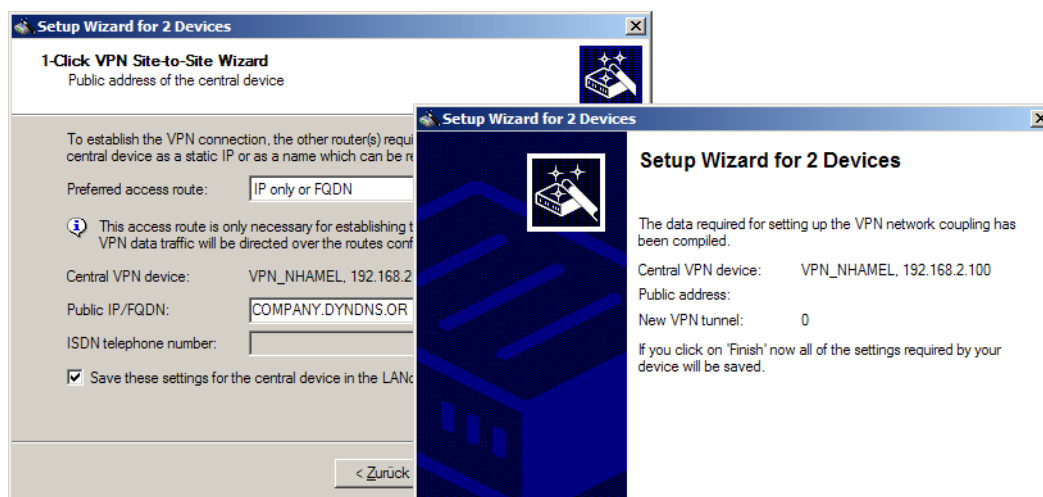 Setup Wizard for 2 Devices
1-Click VPN Site-to-Site Wizard
Public address of the central device
To establish the VPN connection, the other router(s) requi
central device as a static IP or as a name which can be re
Preferred access route: IP only or FQDN
This access route is only necessary for establishing t
VPN data traffic will be directed over the routes conf
Central VPN device: VPN_NHAMEL, 192.168.2
Public IP/FQDN: COMPANY.DYNDNS.OR
ISDN telephone number:
Save these settings for the central device in the LANc
< Zurück
Setup Wizard for 2 Devices
Setup Wizard for 2 Devices
The data required for setting up the VPN network coupling has
been compiled.
Central VPN device: VPN_NHAMEL, 192.168.2.100
Public address:
New VPN tunnel: 0
If you click on 'Finish' now all of the settings required by your
device will be saved.